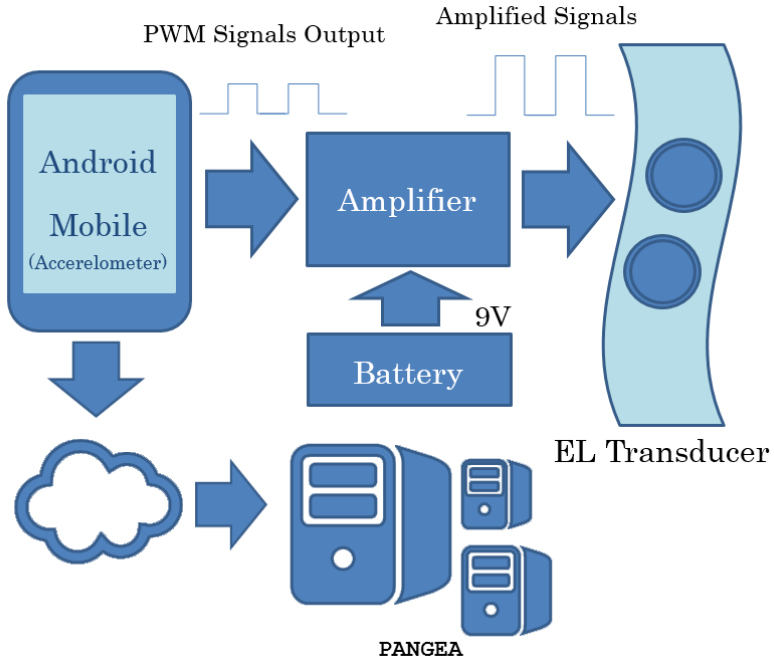 PWM Signals Output
Amplified Signals
Android
Mobile
(Accerelometer)
Amplifier
9V
Battery
EL Transducer
PANGEA